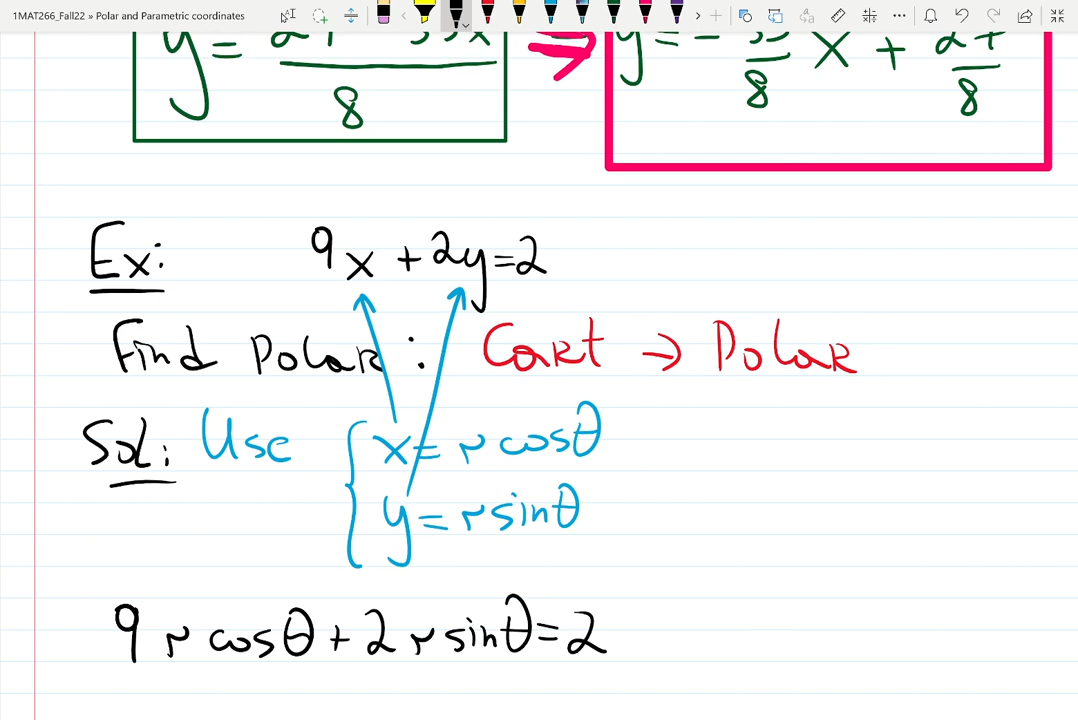 1MAT266_Fall22 » Polar and Parametric coordinates
y = 8
y = - 8 x + 8
Ex: 9x + 2y = 2
Find Polar : Cart → Polar
Sol: Use { x = r cosθ
y = r sinθ
9 r cosθ + 2 r sinθ = 2